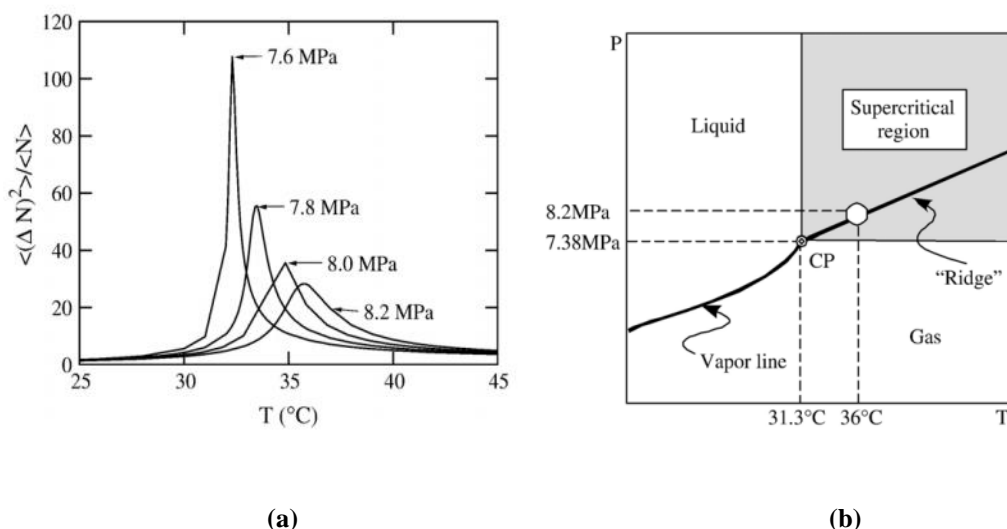 120
100
80
60
40
20
0
<(Δ N)²>/<N>
7.6 MPa
7.8 MPa
8.0 MPa
8.2 MPa
25 30 35 40 45
T (°C)
(a)
P
Liquid
Supercritical
region
8.2MPa
7.38MPa
CP
"Ridge"
Vapor line
Gas
31.3°C 36°C T
(b)